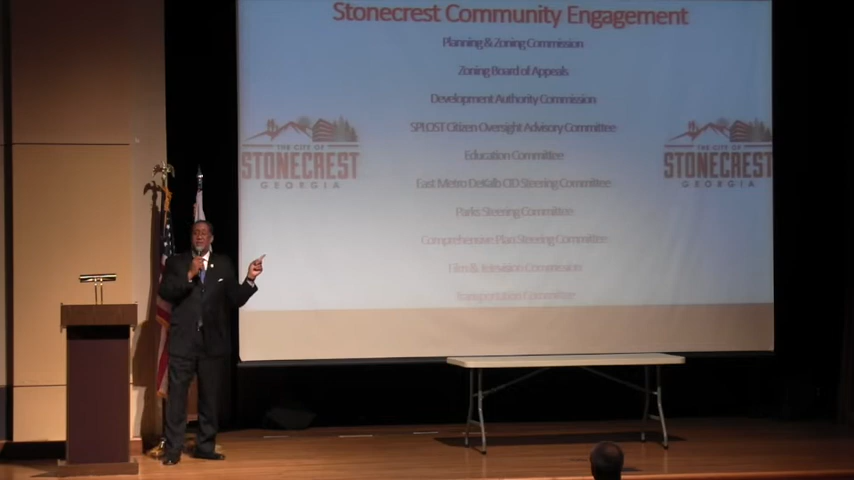 Stonecrest Community Engagement
Planning & Zoning Commission
Zoning Board of Appeals
Development Authority Commission
SPLOST Citizen Oversight Advisory Committee
Education Committee
East Metro DeKalb CID Steering Committee
Parks Steering Committee
Comprehensive Plan Steering Committee
Film & Television Commission
Transportation Committee
THE CITY OF
STONECREST
GEORGIA
THE CITY OF
STONECREST
GEORGIA